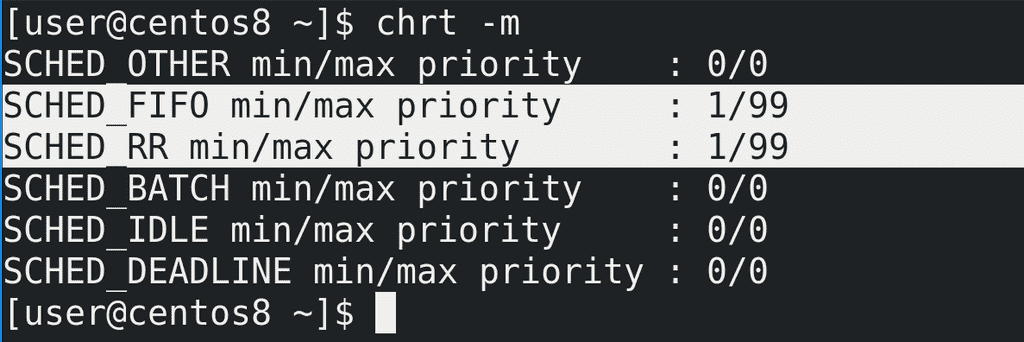 [user@centos8 ~]$ chrt -m
SCHED_OTHER min/max priority    : 0/0
SCHED_FIFO min/max priority     : 1/99
SCHED_RR min/max priority       : 1/99
SCHED_BATCH min/max priority    : 0/0
SCHED_IDLE min/max priority     : 0/0
SCHED_DEADLINE min/max priority : 0/0
[user@centos8 ~]$